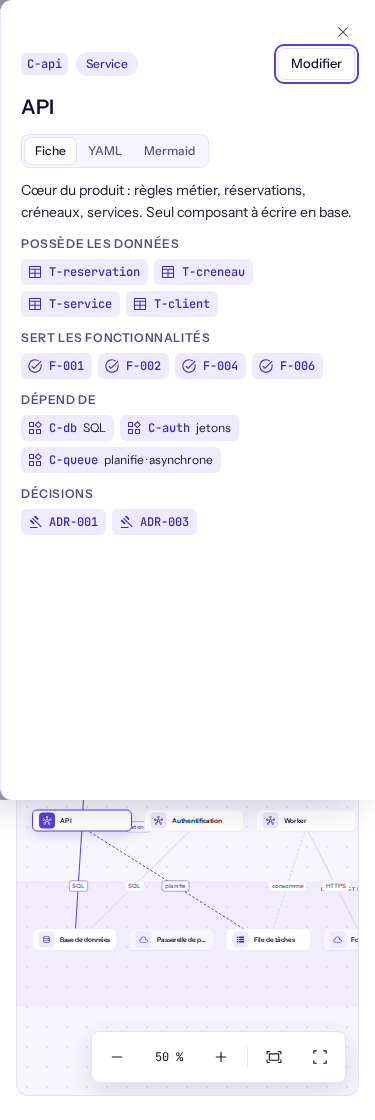 C-api Service Modifier
API
Fiche YAML Mermaid
Cœur du produit : règles métier, réservations,
créneaux, services. Seul composant à écrire en base.
POSSÈDE LES DONNÉES
T-reservation T-creneau
T-service T-client
SERT LES FONCTIONNALITÉS
F-001 F-002 F-004 F-006
DÉPEND DE
C-db SQL C-auth jetons
C-queue planifie·asynchrone
DÉCISIONS
ADR-001 ADR-003
API Authentification Worker
SQL SQL planifie consomme HTTPS
Base de données Passerelle de p… File de tâches
50 %